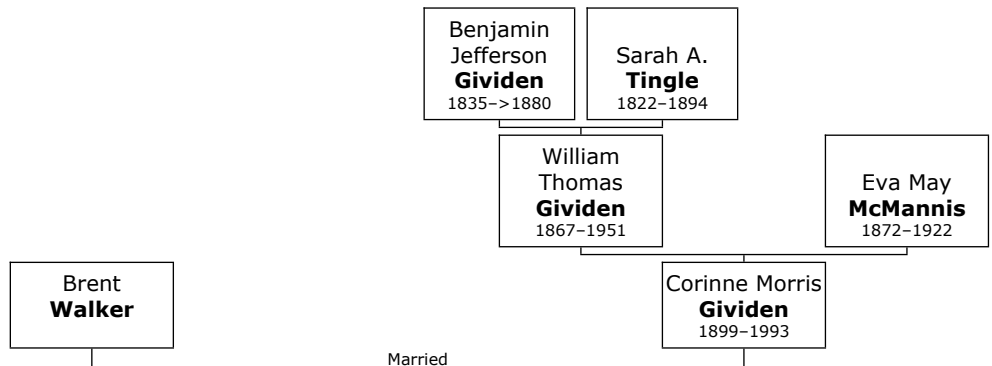 Benjamin
Jefferson
Gividen
1835–>1880
Sarah A.
Tingle
1822–1894
William
Thomas
Gividen
1867–1951
Eva May
McMannis
1872–1922
Brent
Walker
Corinne Morris
Gividen
1899–1993
Married